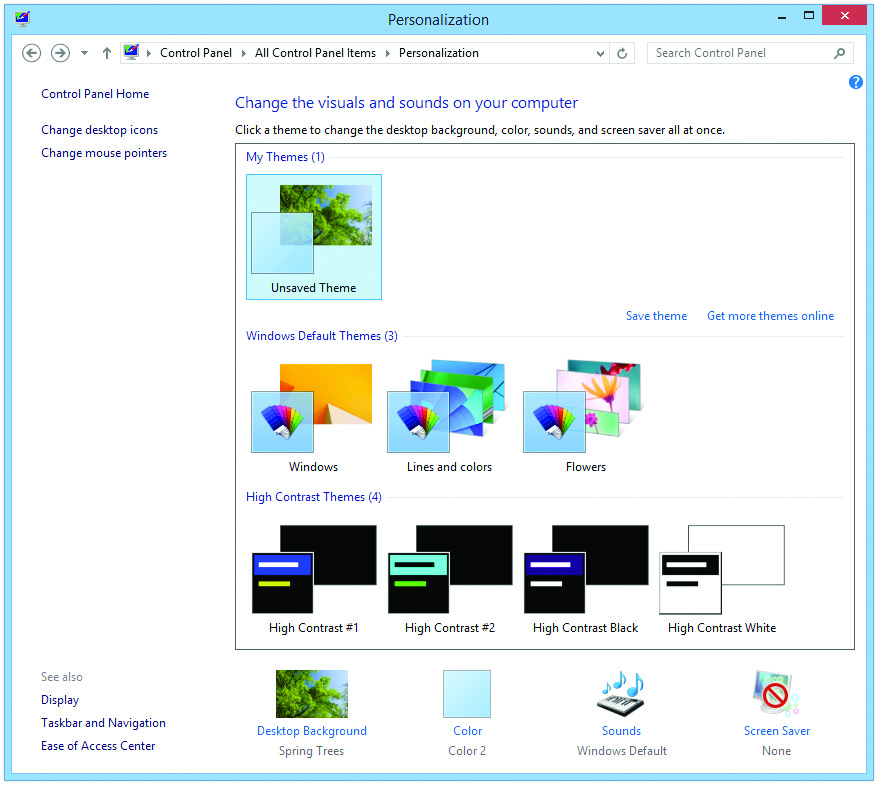 Personalization
Control Panel
All Control Panel Items
Personalization
Search Control Panel
Control Panel Home
Change desktop icons
Change mouse pointers
Change the visuals and sounds on your computer
Click a theme to change the desktop background, color, sounds, and screen saver all at once.
My Themes (1)
Unsaved Theme
Save theme
Get more themes online
Windows Default Themes (3)
Windows
Lines and colors
Flowers
High Contrast Themes (4)
High Contrast #1
High Contrast #2
High Contrast Black
High Contrast White
See also
Display
Taskbar and Navigation
Ease of Access Center
Desktop Background
Spring Trees
Color
Color 2
Sounds
Windows Default
Screen Saver
None